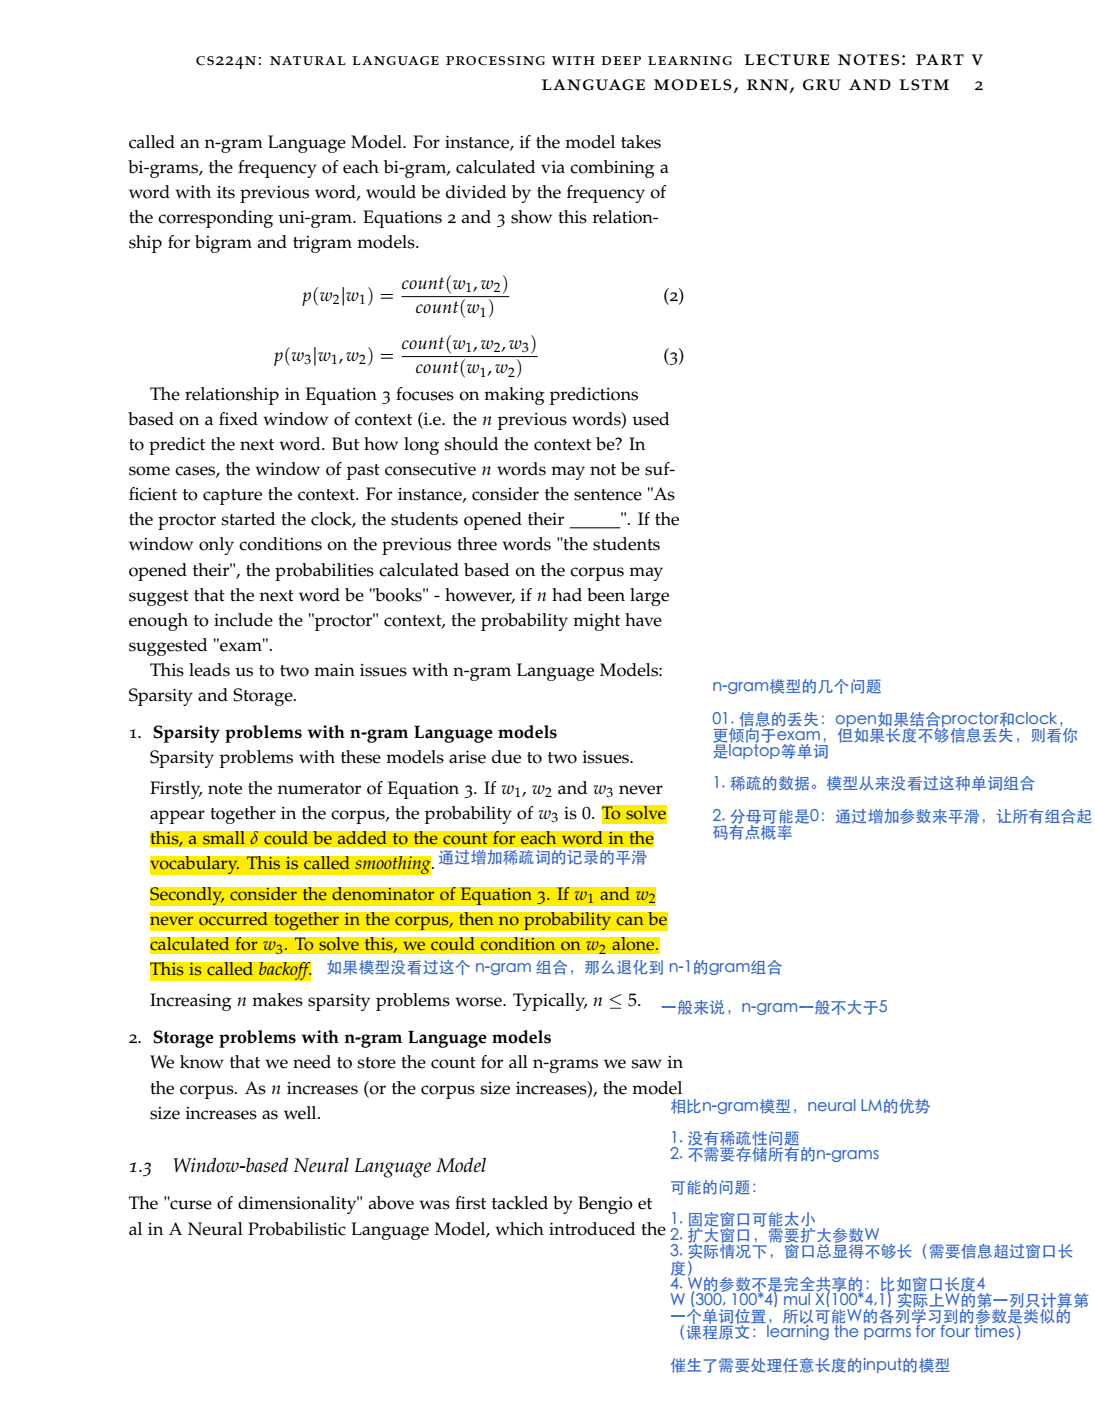 CS224N: NATURAL LANGUAGE PROCESSING WITH DEEP LEARNING LECTURE NOTES: PART V
LANGUAGE MODELS, RNN, GRU AND LSTM 2
called an n-gram Language Model. For instance, if the model takes
bi-grams, the frequency of each bi-gram, calculated via combining a
word with its previous word, would be divided by the frequency of
the corresponding uni-gram. Equations 2 and 3 show this relation-
ship for bigram and trigram models.
p(w₂|w₁) = count(w₁, w₂) / count(w₁) (2)
p(w₃|w₁, w₂) = count(w₁, w₂, w₃) / count(w₁, w₂) (3)
The relationship in Equation 3 focuses on making predictions
based on a fixed window of context (i.e. the n previous words) used
to predict the next word. But how long should the context be? In
some cases, the window of past consecutive n words may not be suf-
ficient to capture the context. For instance, consider the sentence "As
the proctor started the clock, the students opened their _____". If the
window only conditions on the previous three words "the students
opened their", the probabilities calculated based on the corpus may
suggest that the next word be "books" - however, if n had been large
enough to include the "proctor" context, the probability might have
suggested "exam".
This leads us to two main issues with n-gram Language Models:
Sparsity and Storage.
n-gram模型的几个问题
01. 信息的丢失：open如果结合proctor和clock，
更倾向于exam，但如果长度不够信息丢失，则看你
是laptop等单词
1. 稀疏的数据。模型从来没看过这种单词组合
2. 分母可能是0：通过增加参数来平滑，让所有组合起
码有点概率
1. Sparsity problems with n-gram Language models
Sparsity problems with these models arise due to two issues.
Firstly, note the numerator of Equation 3. If w₁, w₂ and w₃ never
appear together in the corpus, the probability of w₃ is 0. To solve
this, a small δ could be added to the count for each word in the
vocabulary. This is called smoothing. 通过增加稀疏词的记录的平滑
Secondly, consider the denominator of Equation 3. If w₁ and w₂
never occurred together in the corpus, then no probability can be
calculated for w₃. To solve this, we could condition on w₂ alone.
This is called backoff. 如果模型没看过这个 n-gram 组合，那么退化到 n-1的gram组合
Increasing n makes sparsity problems worse. Typically, n ≤ 5. 一般来说，n-gram一般不大于5
2. Storage problems with n-gram Language models
We know that we need to store the count for all n-grams we saw in
the corpus. As n increases (or the corpus size increases), the model
size increases as well.
1.3 Window-based Neural Language Model
The "curse of dimensionality" above was first tackled by Bengio et
al in A Neural Probabilistic Language Model, which introduced the
相比n-gram模型，neural LM的优势
1. 没有稀疏性问题
2. 不需要存储所有的n-grams
可能的问题：
1. 固定窗口可能太小
2. 扩大窗口，需要扩大参数W
3. 实际情况下，窗口总显得不够长（需要信息超过窗口长
度）
4. W的参数不是完全共享的：比如窗口长度4
W (300, 100*4) mul X(100*4,1) 实际上W的第一列只计算第
一个单词位置，所以可能W的各列学习到的参数是类似的
（课程原文：learning the parms for four times）
催生了需要处理任意长度的input的模型